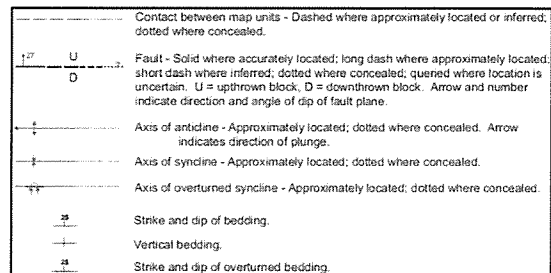 Contact between map units - Dashed where approximately located or inferred;
dotted where concealed.
27
U
D
Fault - Solid where accurately located; long dash where approximately located;
short dash where inferred; dotted where concealed; queried where location is
uncertain. U = upthrown block, D = downthrown block. Arrow and number
indicate direction and angle of dip of fault plane.
Axis of anticline - Approximately located; dotted where concealed. Arrow
indicates direction of plunge.
Axis of syncline - Approximately located; dotted where concealed.
Axis of overturned syncline - Approximately located; dotted where concealed.
Strike and dip of bedding.
Vertical bedding.
Strike and dip of overturned bedding.